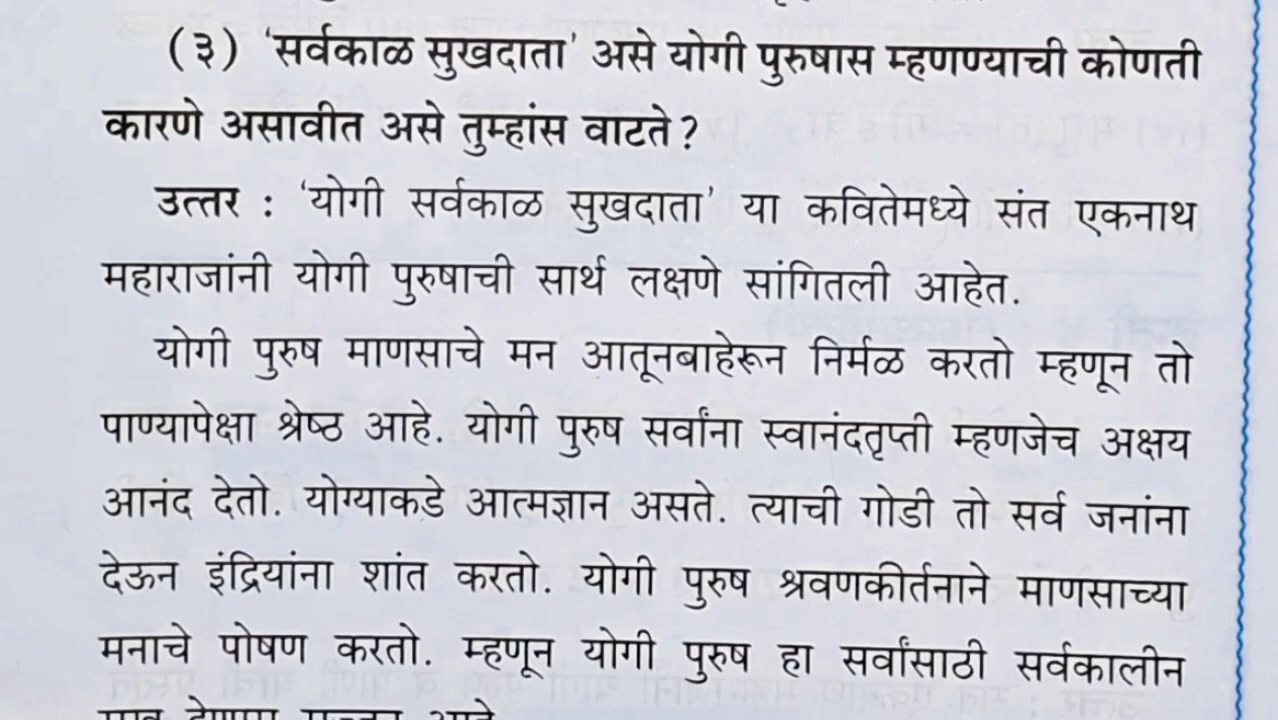 (३) 'सर्वकाळ सुखदाता' असे योगी पुरुषास म्हणण्याची कोणती
कारणे असावीत असे तुम्हांस वाटते?
उत्तर : 'योगी सर्वकाळ सुखदाता' या कवितेमध्ये संत एकनाथ
महाराजांनी योगी पुरुषाची सार्थ लक्षणे सांगितली आहेत.
योगी पुरुष माणसाचे मन आतूनबाहेरून निर्मळ करतो म्हणून तो
पाण्यापेक्षा श्रेष्ठ आहे. योगी पुरुष सर्वांना स्वानंदतृप्ती म्हणजेच अक्षय
आनंद देतो. योग्याकडे आत्मज्ञान असते. त्याची गोडी तो सर्व जनांना
देऊन इंद्रियांना शांत करतो. योगी पुरुष श्रवणकीर्तनाने माणसाच्या
मनाचे पोषण करतो. म्हणून योगी पुरुष हा सर्वांसाठी सर्वकालीन